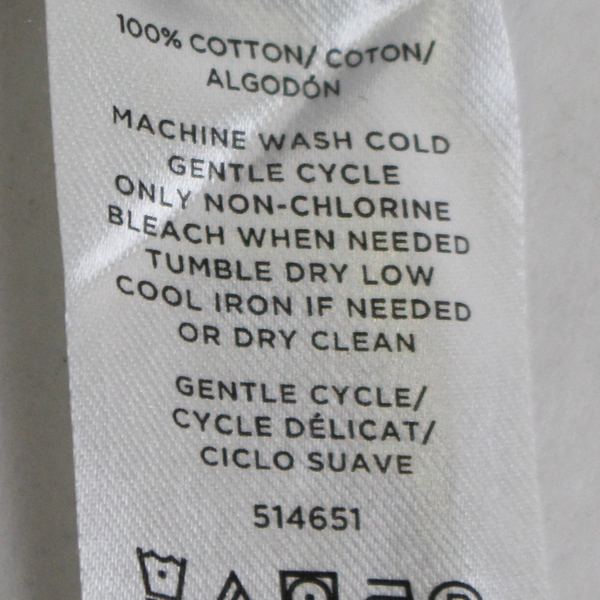 100% COTTON/ COTON/
ALGODÓN
MACHINE WASH COLD
GENTLE CYCLE
ONLY NON-CHLORINE
BLEACH WHEN NEEDED
TUMBLE DRY LOW
COOL IRON IF NEEDED
OR DRY CLEAN
GENTLE CYCLE/
CYCLE DÉLICAT/
CICLO SUAVE
514651